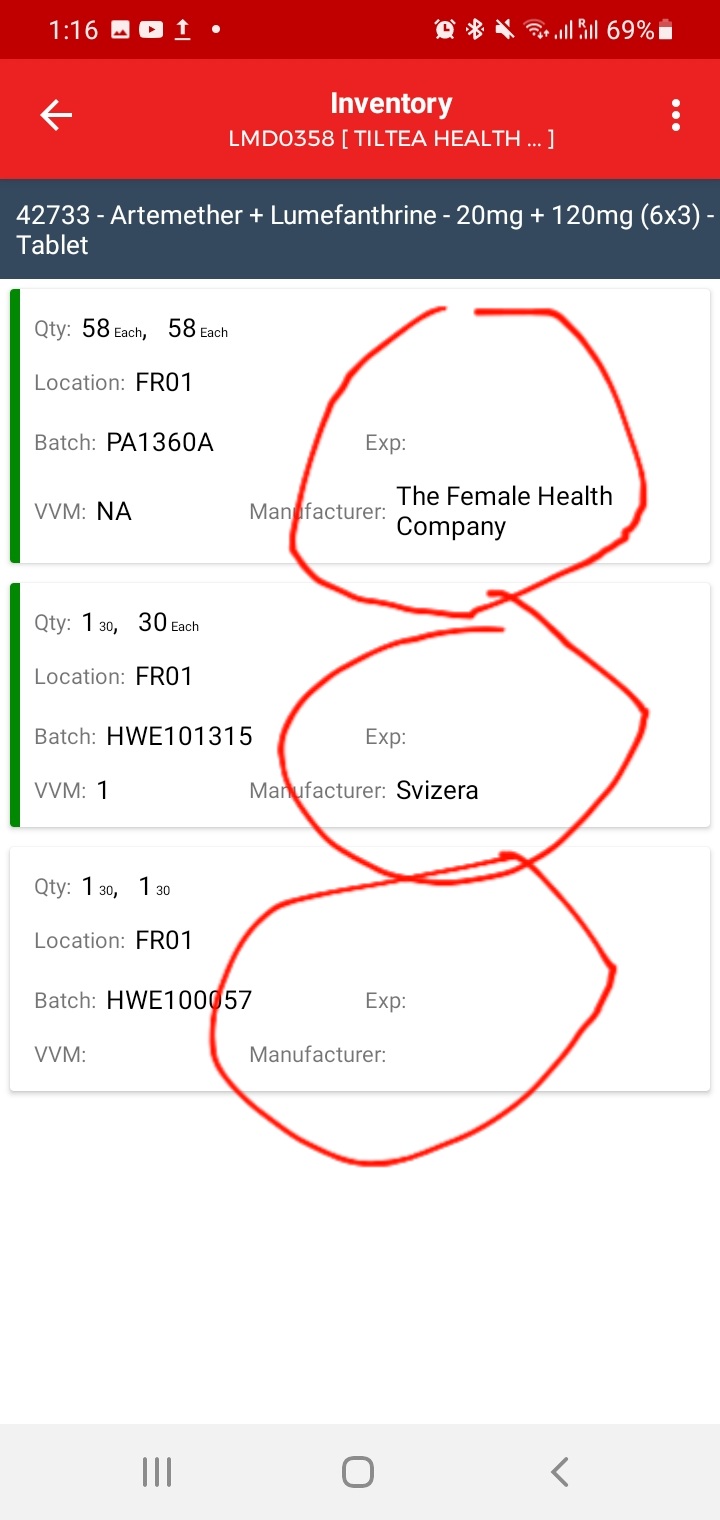 1:16 69%
Inventory
LMD0358 [ TILTEA HEALTH ... ]
42733 - Artemether + Lumefanthrine - 20mg + 120mg (6x3) -
Tablet
Qty: 58 Each, 58 Each
Location: FR01
Batch: PA1360A Exp:
VVM: NA Manufacturer: The Female Health
Company
Qty: 1 30, 30 Each
Location: FR01
Batch: HWE101315 Exp:
VVM: 1 Manufacturer: Svizera
Qty: 1 30, 1 30
Location: FR01
Batch: HWE100057 Exp:
VVM: Manufacturer: